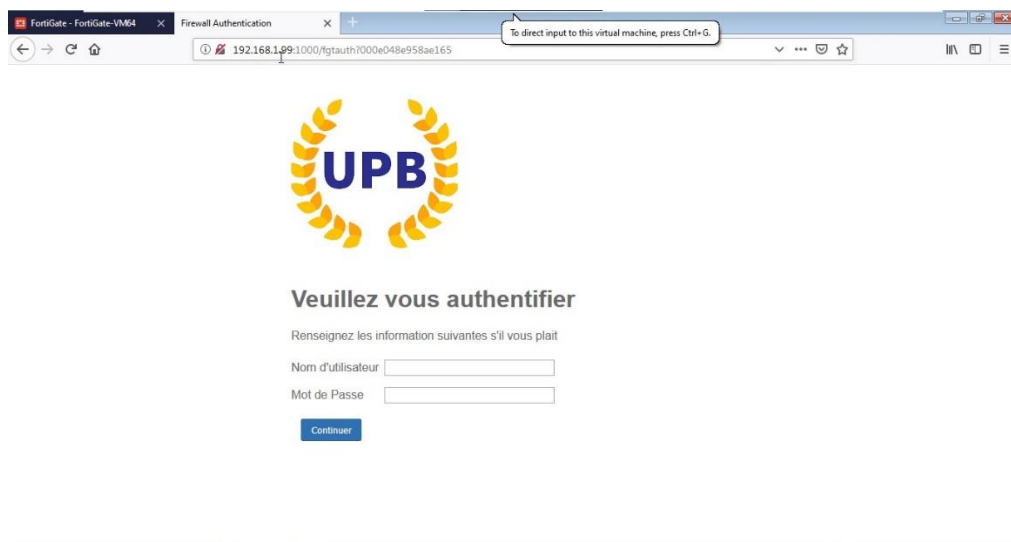 FortiGate - FortiGate-VM64
Firewall Authentication
To direct input to this virtual machine, press Ctrl+G.
192.168.1.99:1000/fgtauth?000e048e958ae165
UPB
Veuillez vous authentifier
Renseignez les information suivantes s'il vous plait
Nom d'utilisateur
Mot de Passe
Continuer